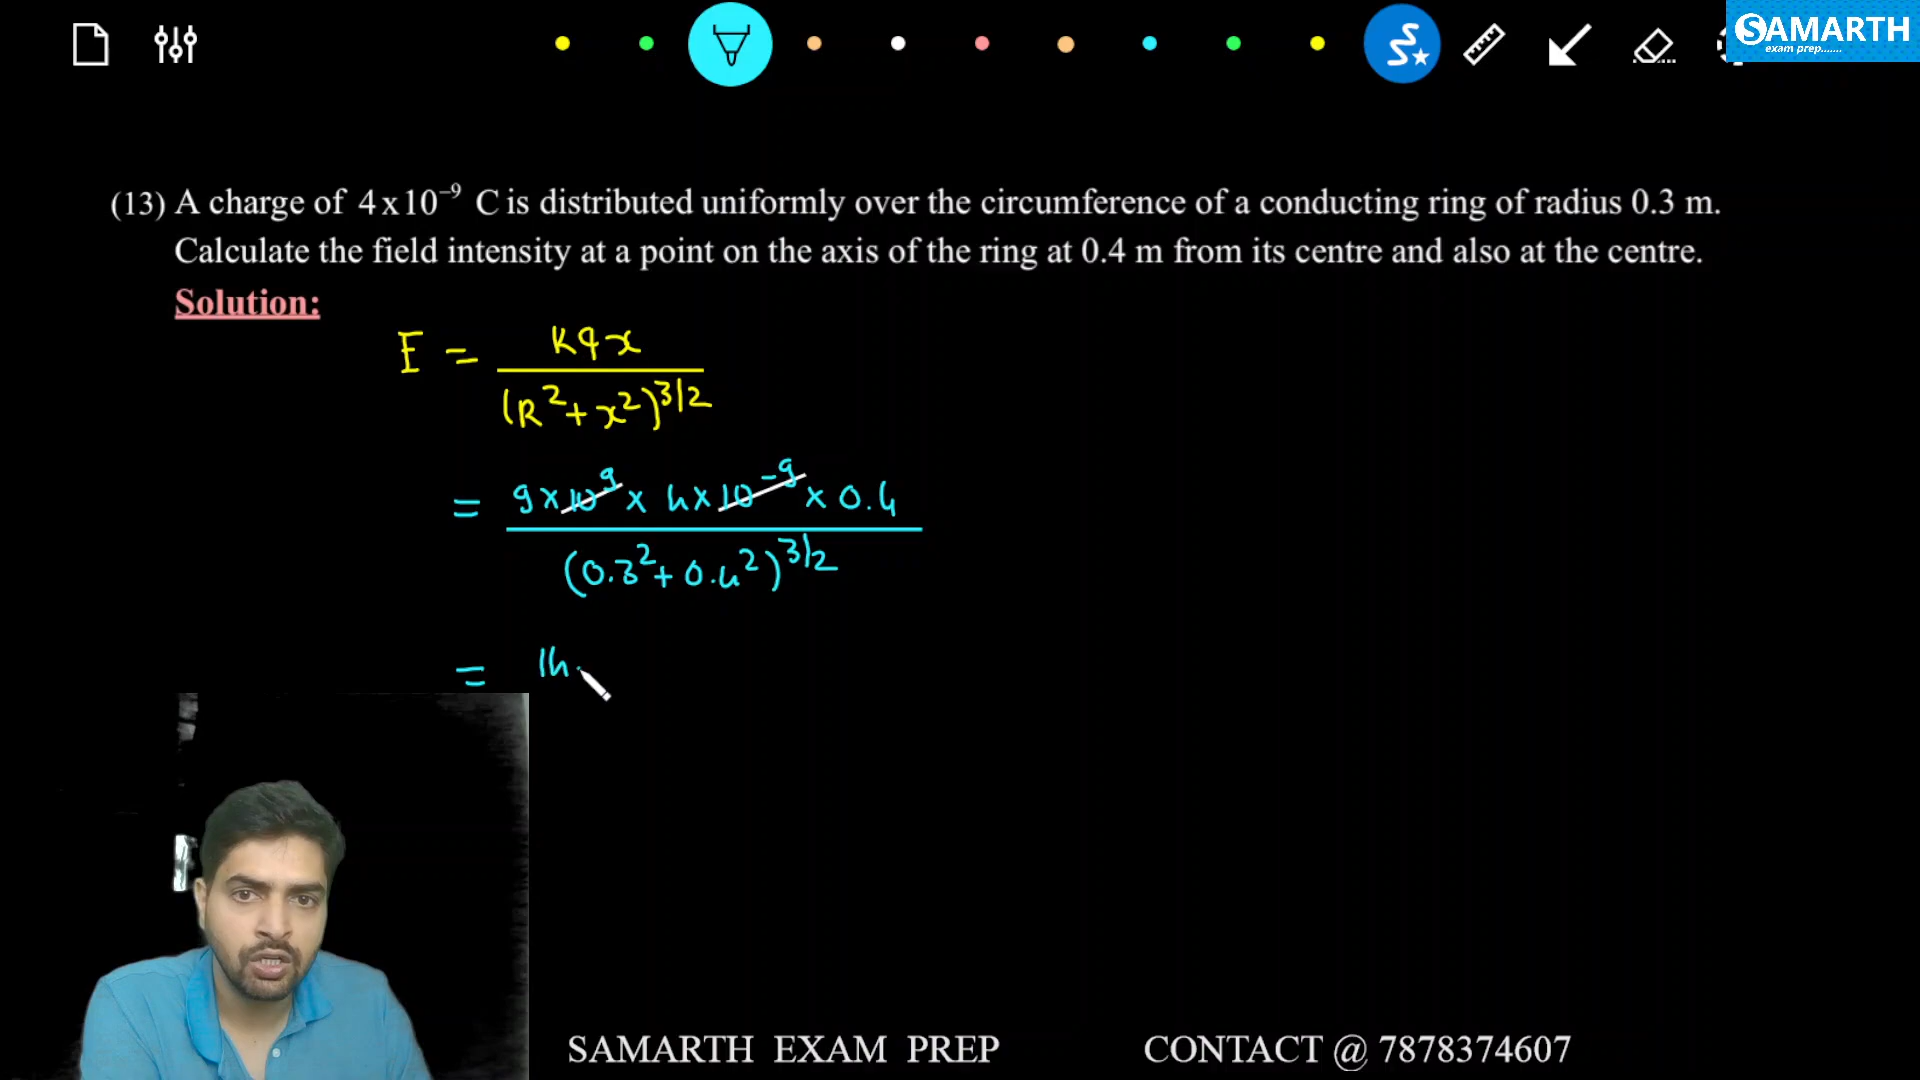 SAMARTH
exam prep.......
(13) A charge of 4x10⁻⁹ C is distributed uniformly over the circumference of a conducting ring of radius 0.3 m.
Calculate the field intensity at a point on the axis of the ring at 0.4 m from its centre and also at the centre.
Solution:
E = Kqx / (R²+x²)^3/2
= 9×10⁹ × 4×10⁻⁹ × 0.4 / (0.3²+0.4²)^3/2
= 14.
SAMARTH EXAM PREP
CONTACT @ 7878374607